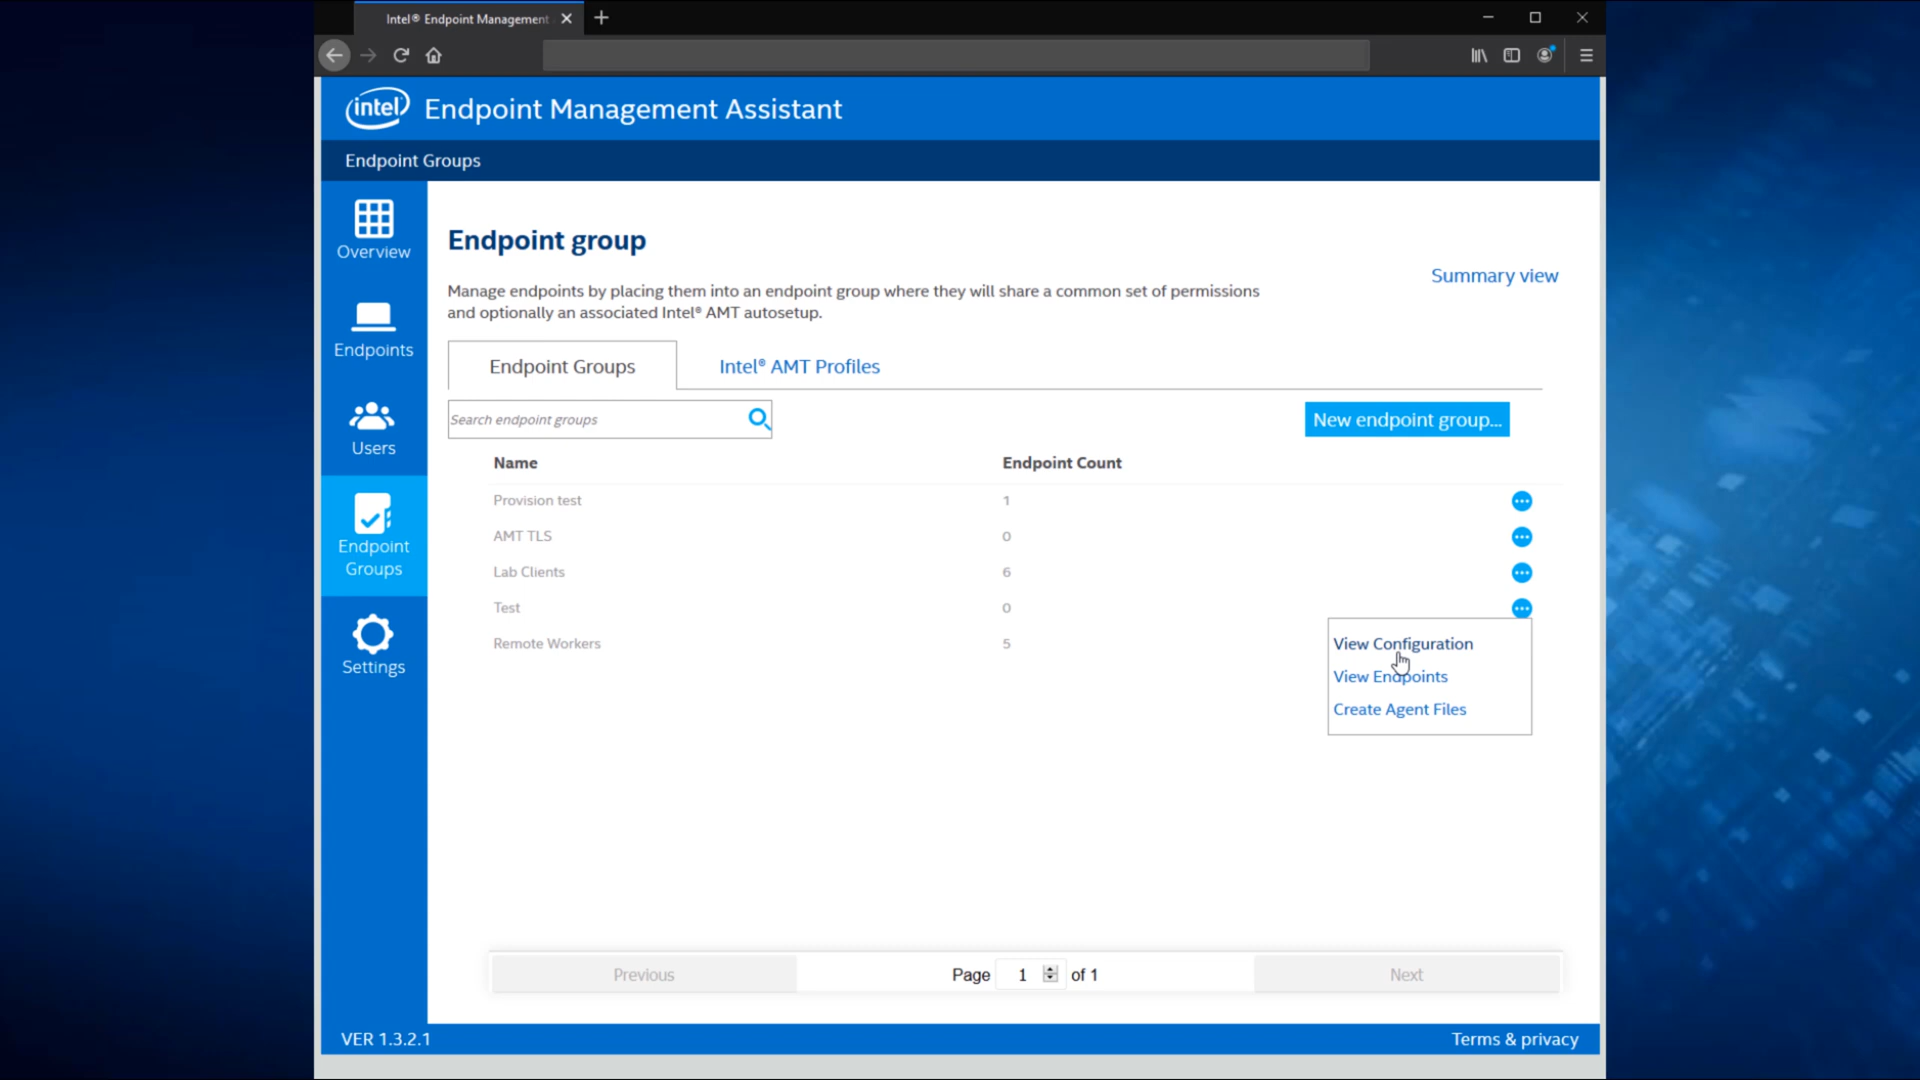 Intel® Endpoint Management
intel
Endpoint Management Assistant
Endpoint Groups
Overview
Endpoints
Users
Endpoint
Groups
Settings
Endpoint group
Summary view
Manage endpoints by placing them into an endpoint group where they will share a common set of permissions
and optionally an associated Intel® AMT autosetup.
Endpoint Groups
Intel® AMT Profiles
Search endpoint groups
New endpoint group...
Name
Endpoint Count
Provision test
1
AMT TLS
0
Lab Clients
6
Test
0
Remote Workers
5
View Configuration
View Endpoints
Create Agent Files
Previous
Page 1 of 1
Next
VER 1.3.2.1
Terms & privacy